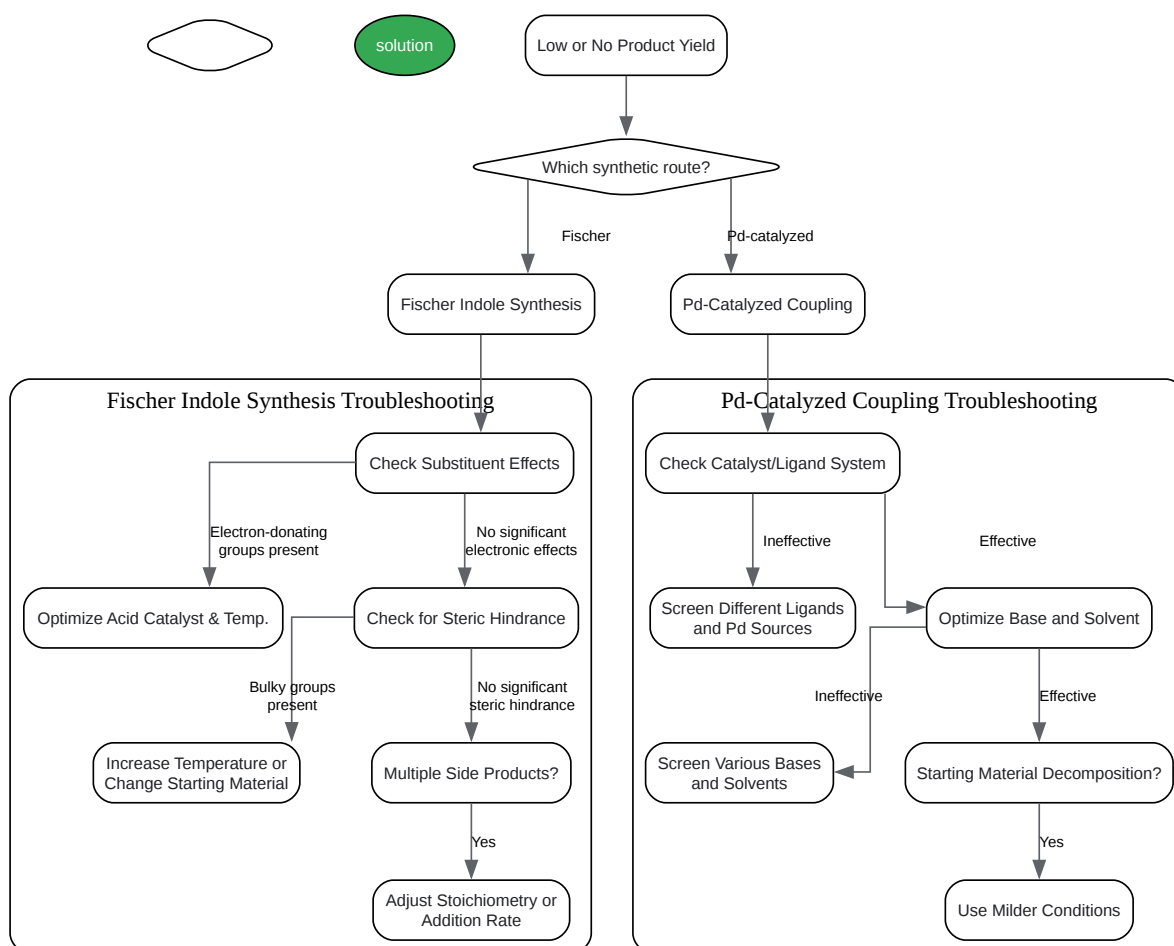 solution
Low or No Product Yield
Which synthetic route?
Fischer
Pd-catalyzed
Fischer Indole Synthesis
Pd-Catalyzed Coupling
Fischer Indole Synthesis Troubleshooting
Check Substituent Effects
Electron-donating
groups present
No significant
electronic effects
Optimize Acid Catalyst & Temp.
Check for Steric Hindrance
Bulky groups
present
No significant
steric hindrance
Increase Temperature or
Change Starting Material
Multiple Side Products?
Yes
Adjust Stoichiometry or
Addition Rate
Pd-Catalyzed Coupling Troubleshooting
Check Catalyst/Ligand System
Ineffective
Effective
Screen Different Ligands
and Pd Sources
Optimize Base and Solvent
Ineffective
Effective
Screen Various Bases
and Solvents
Starting Material Decomposition?
Yes
Use Milder Conditions